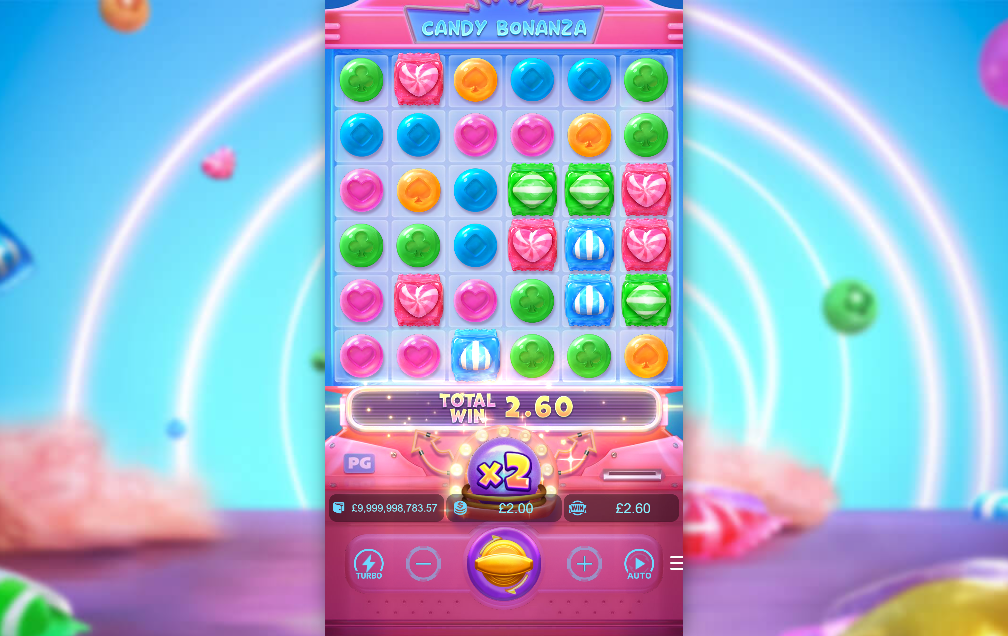 CANDY BONANZA
TOTAL WIN 2.60
PG
x2
£9,999,998,783.57
£2.00
WIN
£2.60
TURBO
AUTO